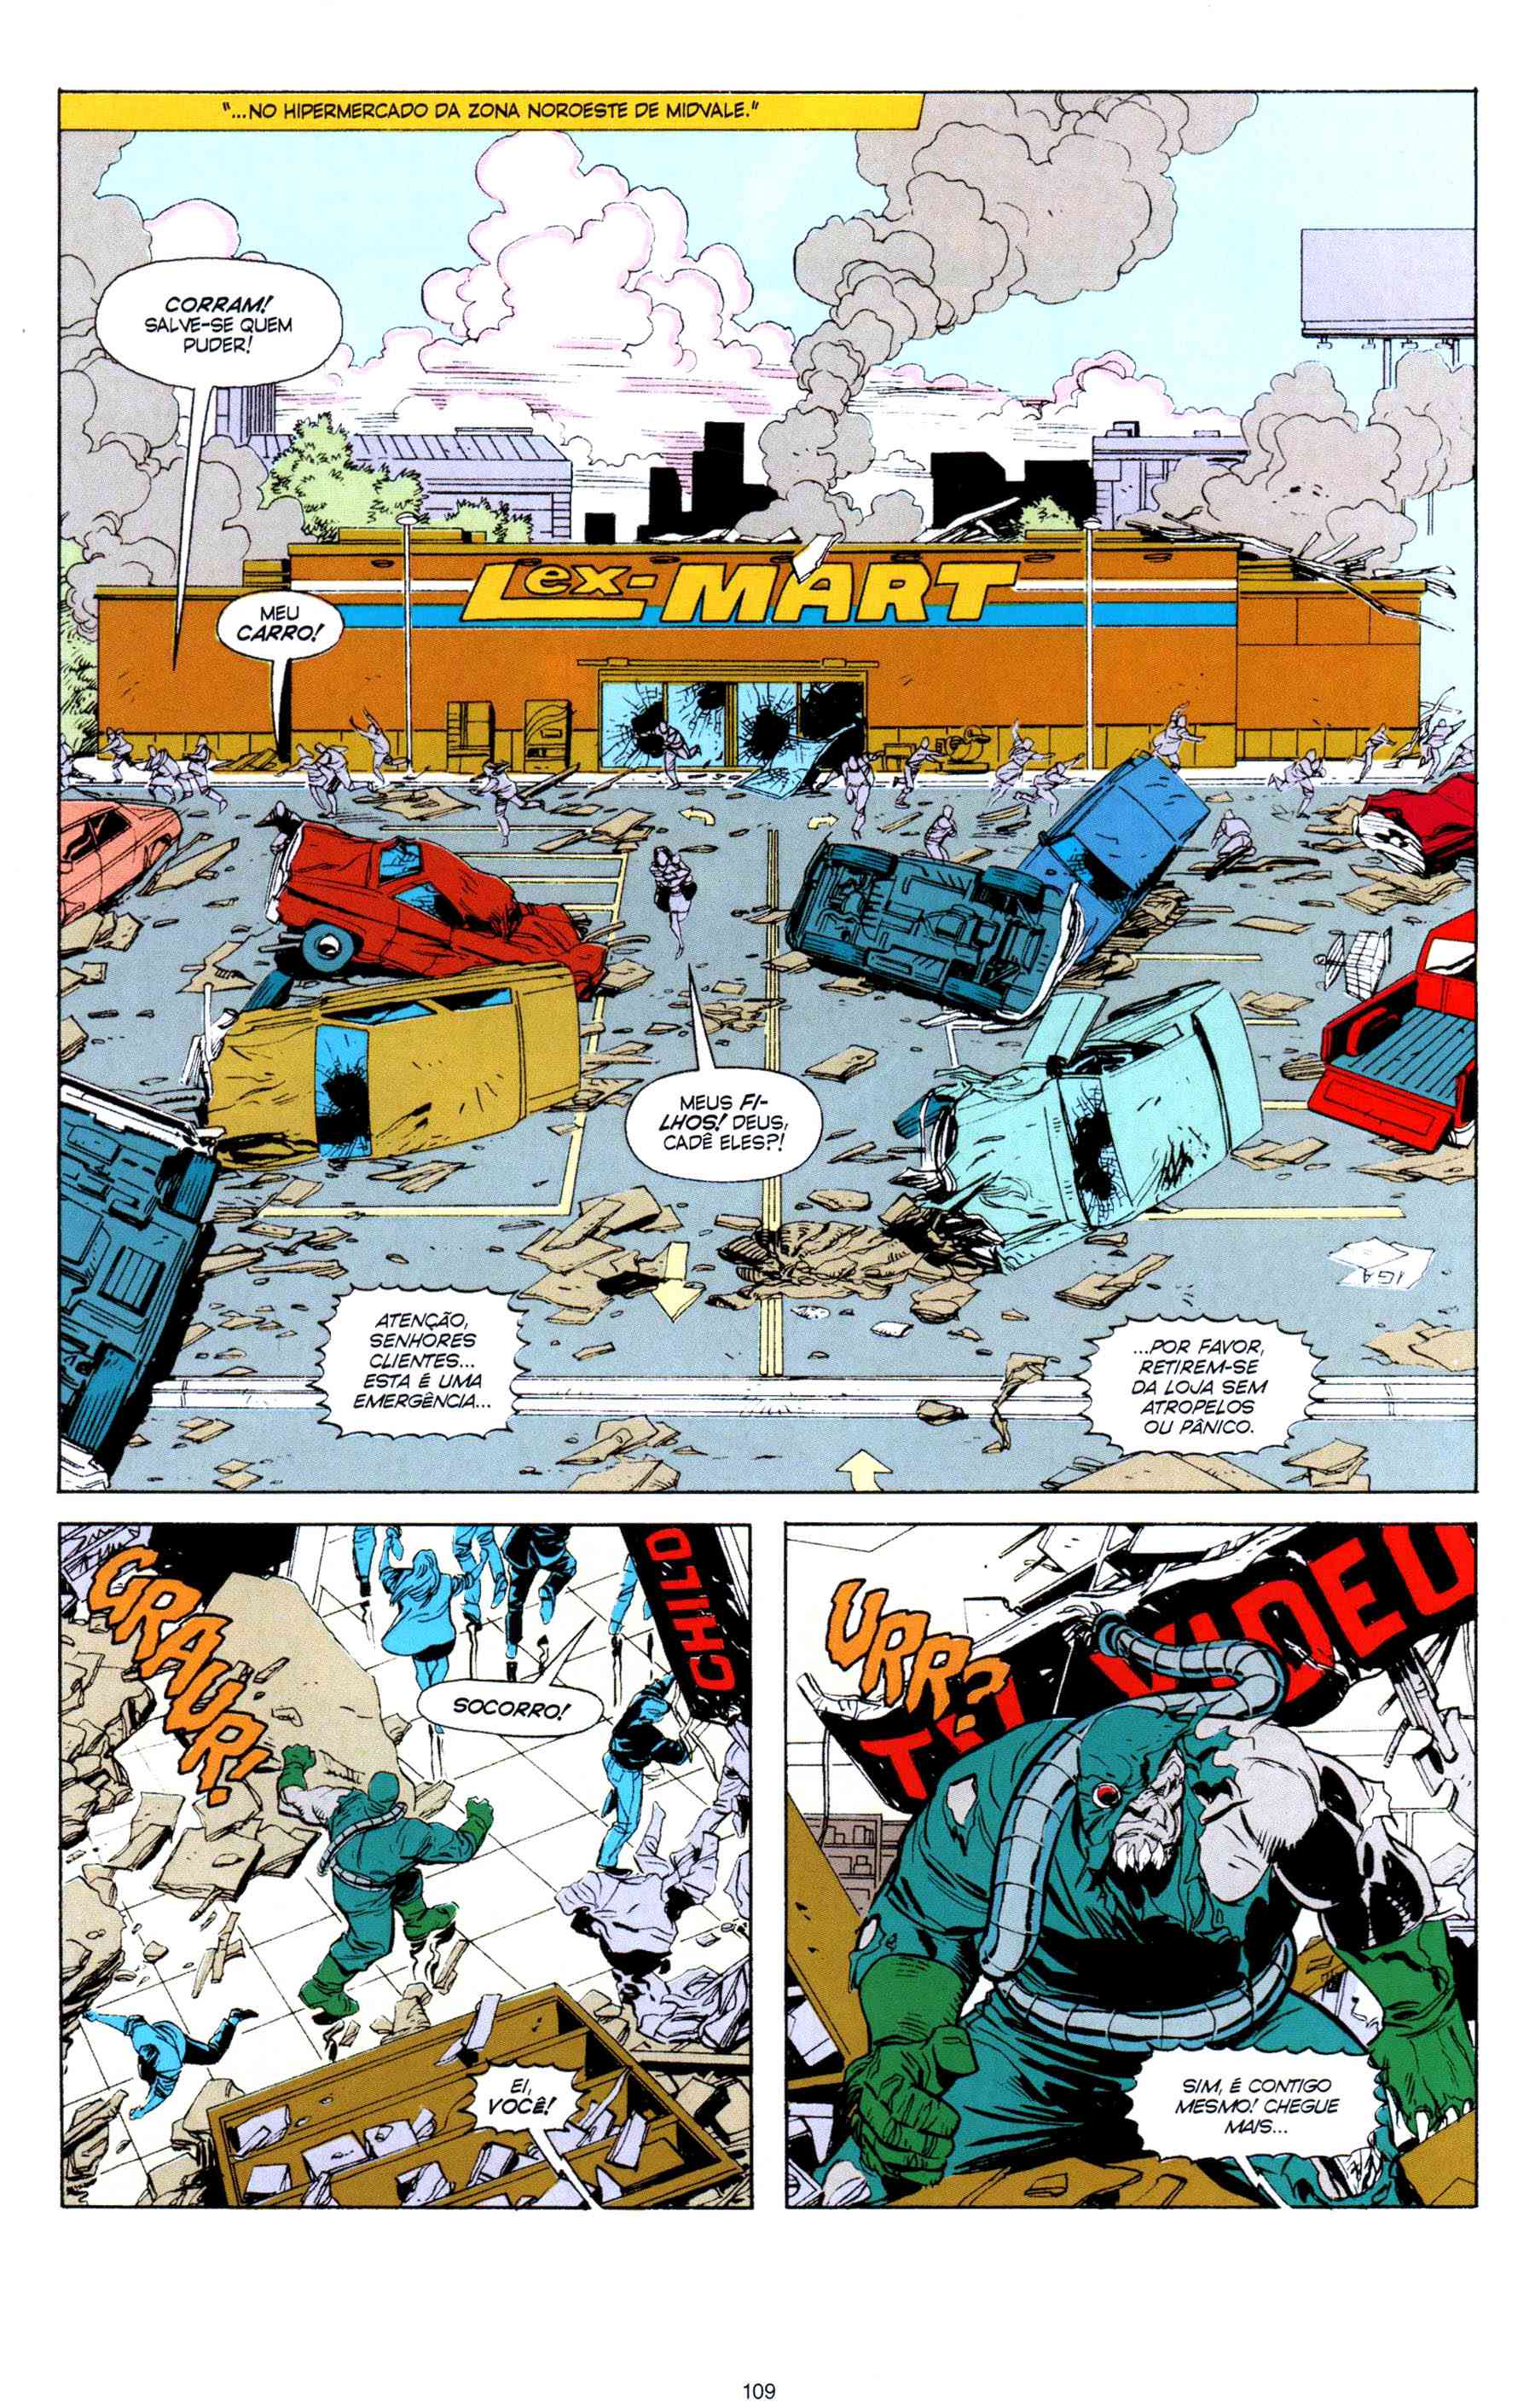 "...NO HIPERMERCADO DA ZONA NOROESTE DE MIDVALE."
CORRAM!
SALVE-SE QUEM
PUDER!
LEX-MART
MEU
CARRO!
MEUS FI-
LHOS! DEUS,
CADÊ ELES?!
IGA
ATENÇÃO,
SENHORES
CLIENTES...
ESTA É UMA
EMERGÊNCIA...
...POR FAVOR,
RETIREM-SE
DA LOJA SEM
ATROPELOS
OU PÂNICO.
GRAUR!
CHILD
SOCORRO!
EI,
VOCÊ!
URR?
VIDEO
SIM, É CONTIGO
MESMO! CHEGUE
MAIS...
109